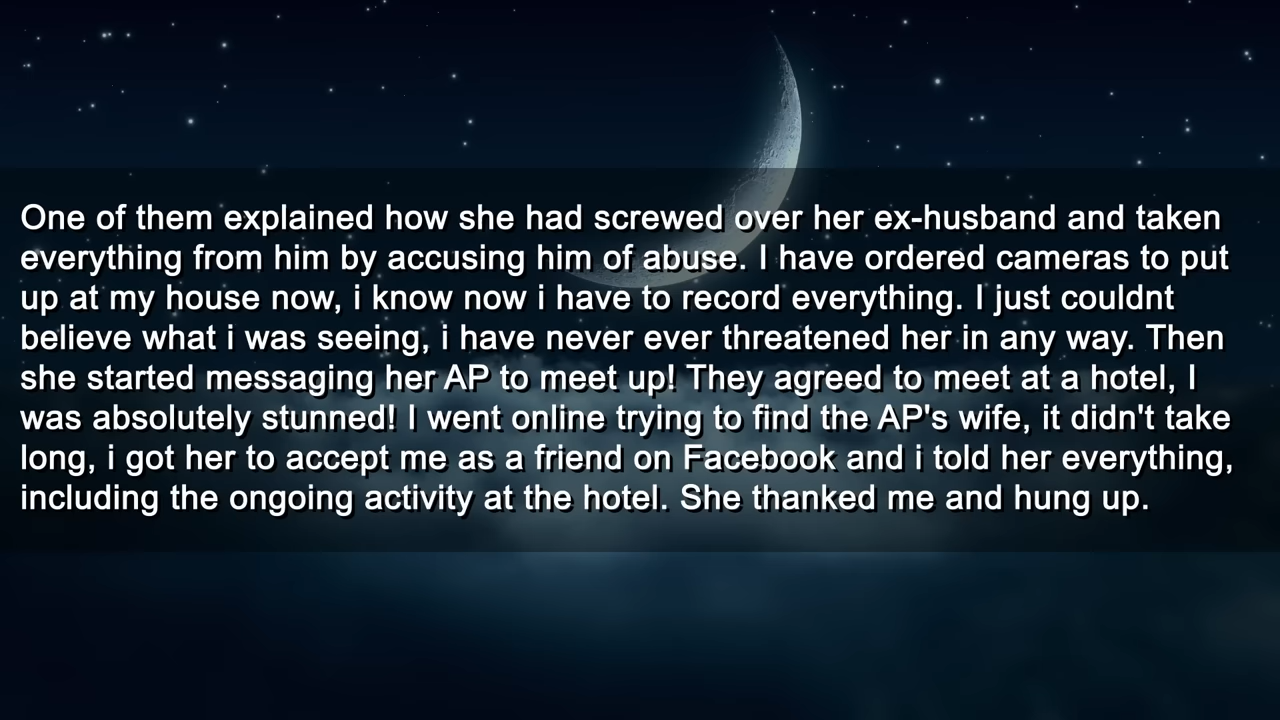 One of them explained how she had screwed over her ex-husband and taken
everything from him by accusing him of abuse. I have ordered cameras to put
up at my house now, i know now i have to record everything. I just couldnt
believe what i was seeing, i have never ever threatened her in any way. Then
she started messaging her AP to meet up! They agreed to meet at a hotel, I
was absolutely stunned! I went online trying to find the AP's wife, it didn't take
long, i got her to accept me as a friend on Facebook and i told her everything,
including the ongoing activity at the hotel. She thanked me and hung up.